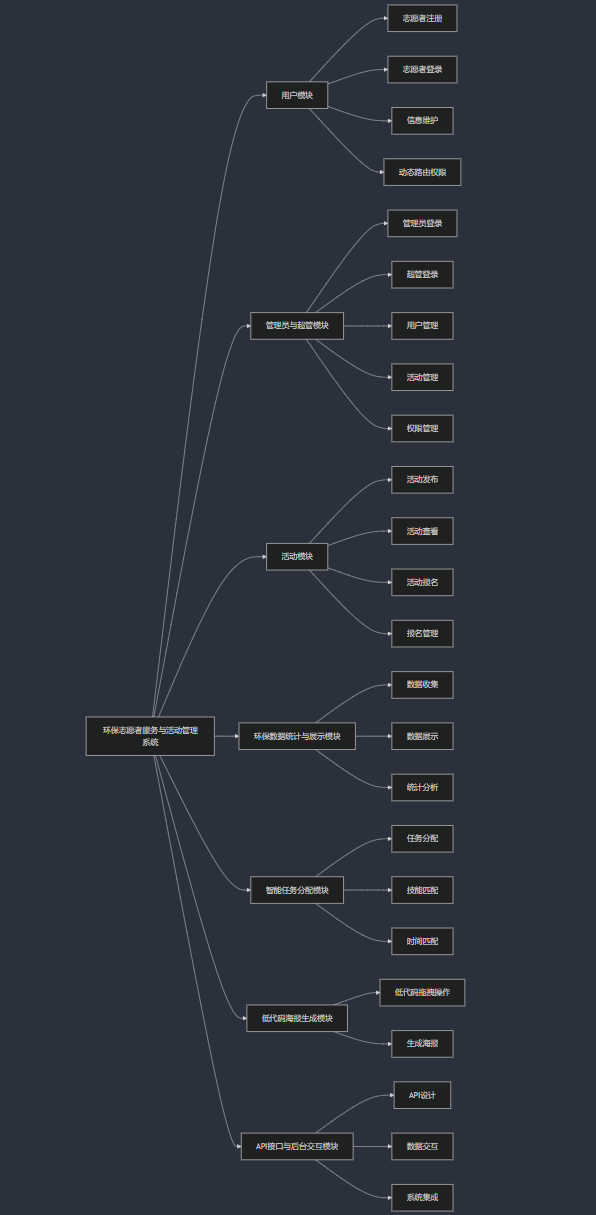 志愿者注册
志愿者登录
用户模块
信息维护
动态路由权限
管理员登录
超管登录
管理员与超管模块
用户管理
活动管理
权限管理
活动发布
活动查看
活动模块
活动报名
报名管理
数据收集
环保志愿者服务与活动管理
系统
环保数据统计与展示模块
数据展示
统计分析
任务分配
智能任务分配模块
技能匹配
时间匹配
低代码拖拽操作
低代码海报生成模块
生成海报
API设计
API接口与后台交互模块
数据交互
系统集成